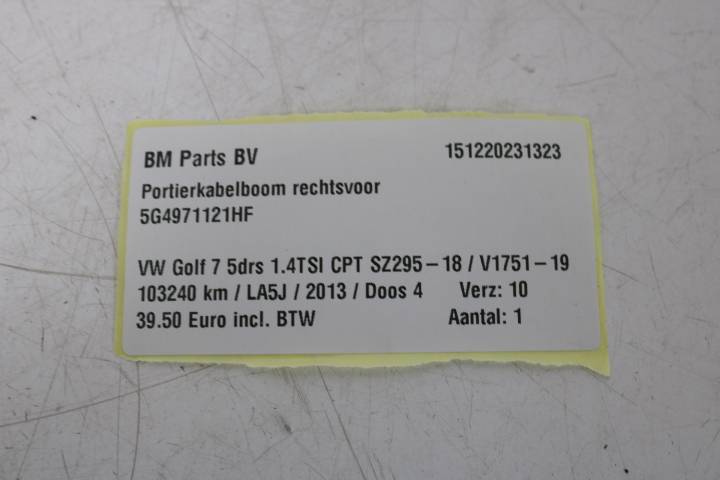 BM Parts BV 151220231323
Portierkabelboom rechtsvoor
5G4971121HF
VW Golf 7 5drs 1.4TSI CPT SZ295-18 / V1751-19
103240 km / LA5J / 2013 / Doos 4 Verz: 10
39.50 Euro incl. BTW Aantal: 1